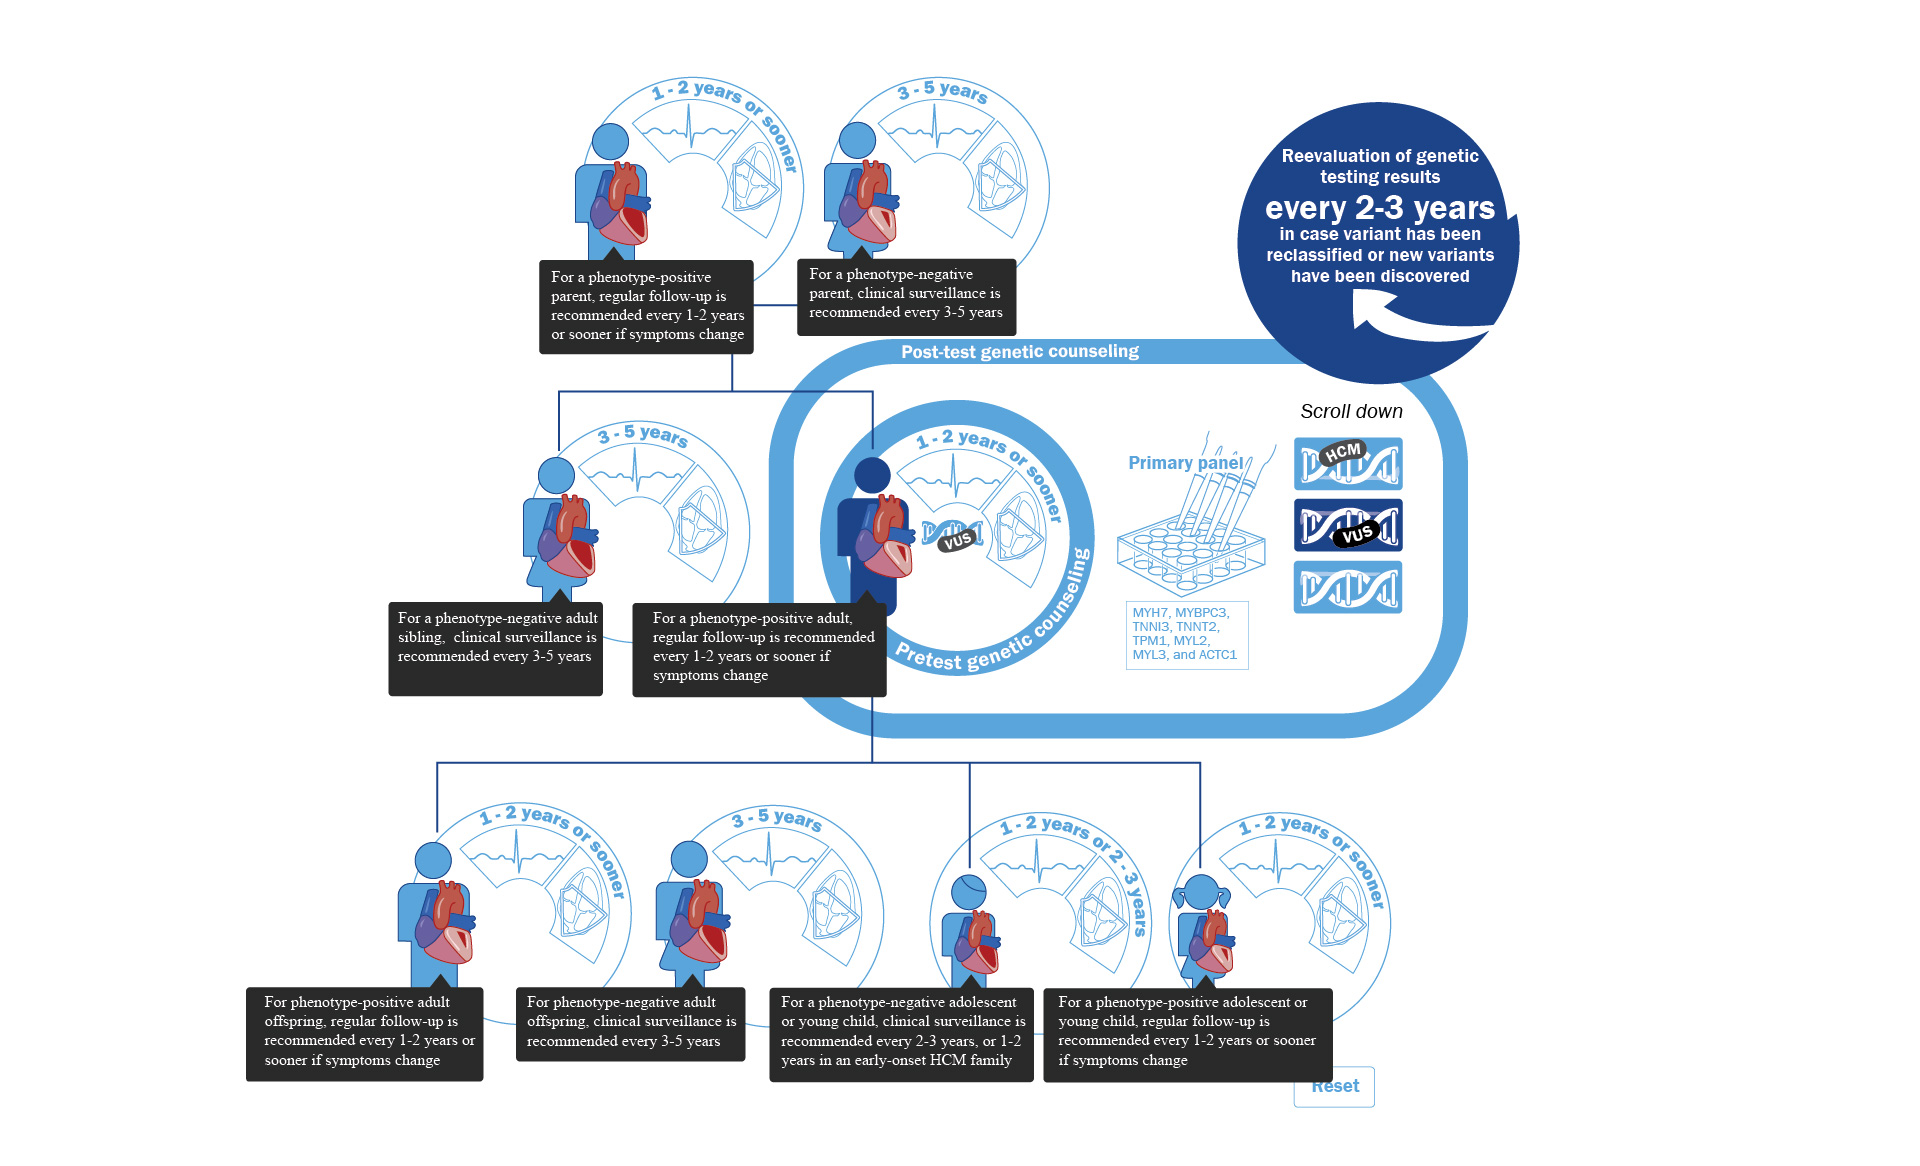 1 - 2 years or sooner
3 - 5 years
Reevaluation of genetic
testing results
every 2-3 years
in case variant has been
reclassified or new variants
have been discovered
For a phenotype-positive
parent, regular follow-up is
recommended every 1-2 years
or sooner if symptoms change
For a phenotype-negative
parent, clinical surveillance is
recommended every 3-5 years
Post-test genetic counseling
Scroll down
3 - 5 years
1 - 2 years or sooner
Primary panel
HCM
VUS
VUS
Pretest genetic counseling
MYH7, MYBPC3,
TNNI3, TNNT2,
TPM1, MYL2,
MYL3, and ACTC1
For a phenotype-negative adult
sibling, clinical surveillance is
recommended every 3-5 years
For a phenotype-positive adult,
regular follow-up is recommended
every 1-2 years or sooner if
symptoms change
1 - 2 years or sooner
3 - 5 years
1 - 2 years or 2 - 3 years
1 - 2 years or sooner
For phenotype-positive adult
offspring, regular follow-up is
recommended every 1-2 years or
sooner if symptoms change
For phenotype-negative adult
offspring, clinical surveillance is
recommended every 3-5 years
For a phenotype-negative adolescent
or young child, clinical surveillance is
recommended every 2-3 years, or 1-2
years in an early-onset HCM family
For a phenotype-positive adolescent or
young child, regular follow-up is
recommended every 1-2 years or sooner
if symptoms change
Reset